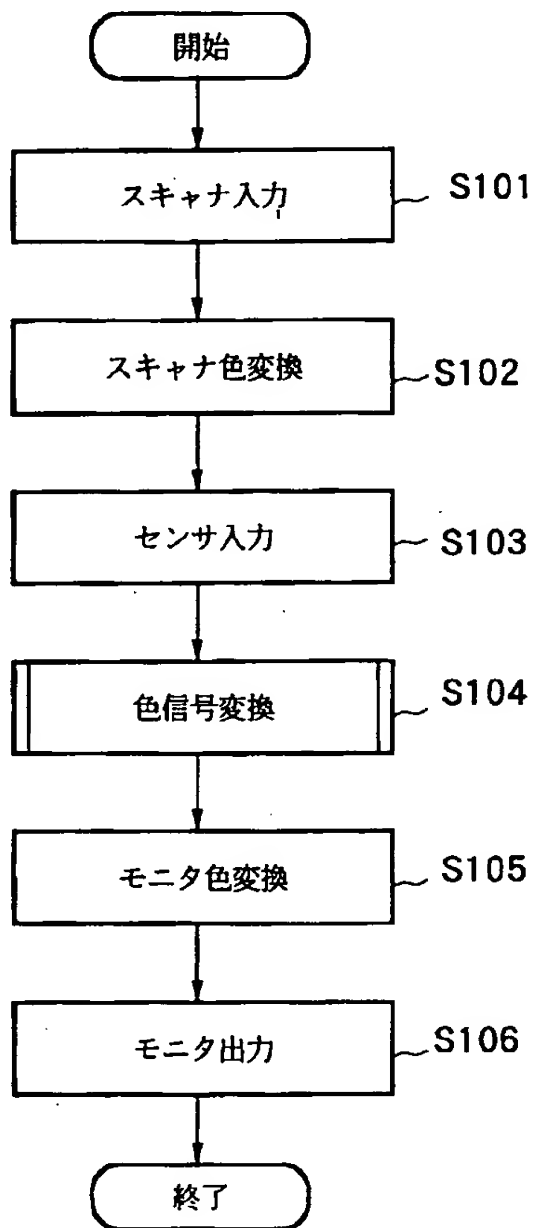 開始
スキャナ入力
S101
スキャナ色変換
S102
センサ入力
S103
色信号変換
S104
モニタ色変換
S105
モニタ出力
S106
終了